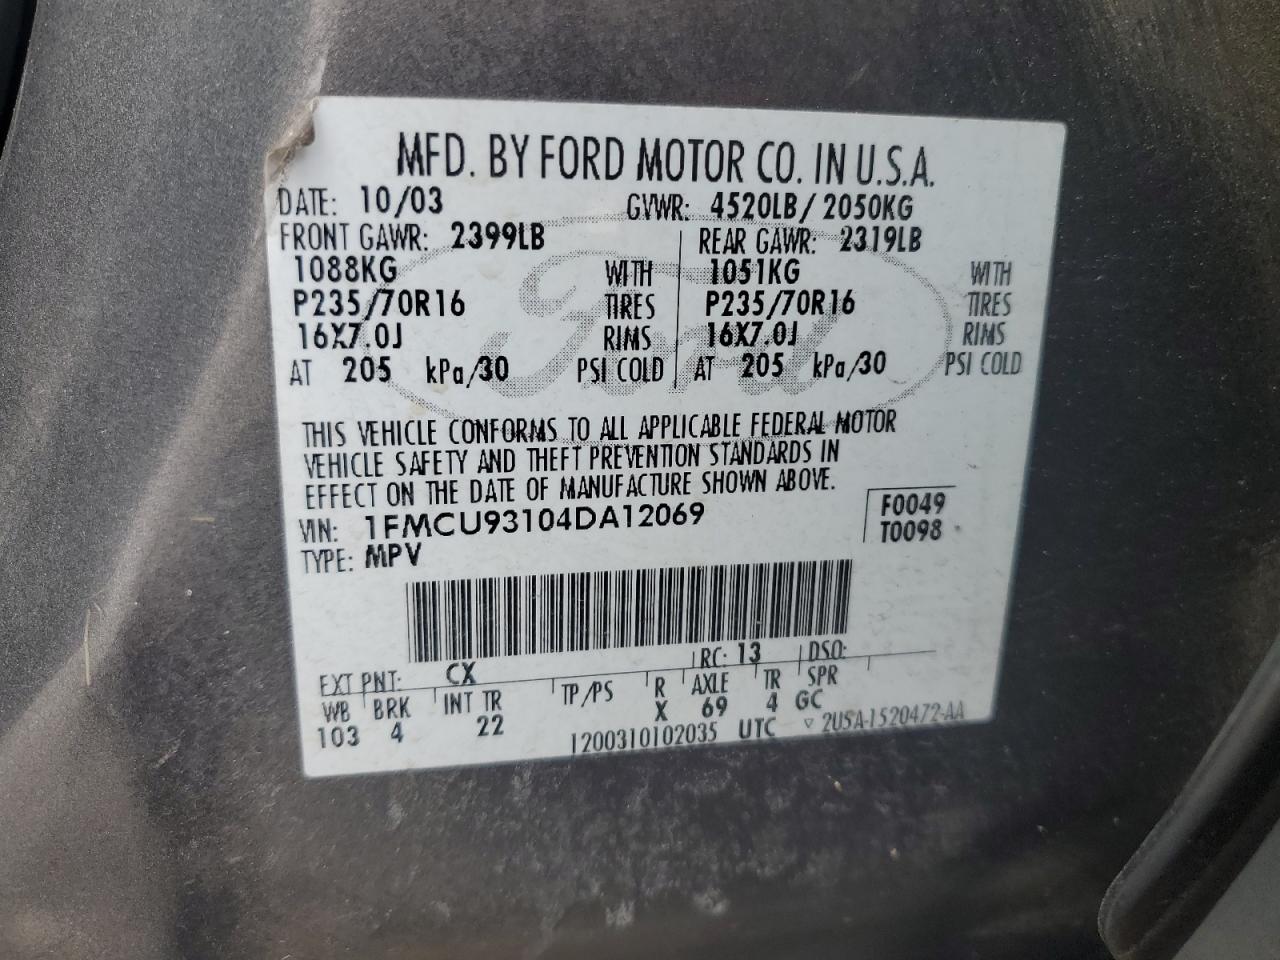 MFD. BY FORD MOTOR CO. IN U.S.A.
DATE: 10/03 GVWR: 4520LB/ 2050KG
FRONT GAWR: 2399LB REAR GAWR: 2319LB
1088KG WITH 1051KG WITH
P235/70R16 TIRES P235/70R16 TIRES
16X7.0J RIMS 16X7.0J RIMS
AT 205 kPa/30 PSI COLD AT 205 kPa/30 PSI COLD
Ford
THIS VEHICLE CONFORMS TO ALL APPLICABLE FEDERAL MOTOR
VEHICLE SAFETY AND THEFT PREVENTION STANDARDS IN
EFFECT ON THE DATE OF MANUFACTURE SHOWN ABOVE.
F0049
VIN: 1FMCU93104DA12069
T0098
TYPE: MPV
EXT PNT: CX RC: 13 DSO:
WB BRK INT TR TP/PS R AXLE TR SPR
103 4 22 X 69 4 GC
1200310102035 UTC ▽ 2USA-1520472-AA